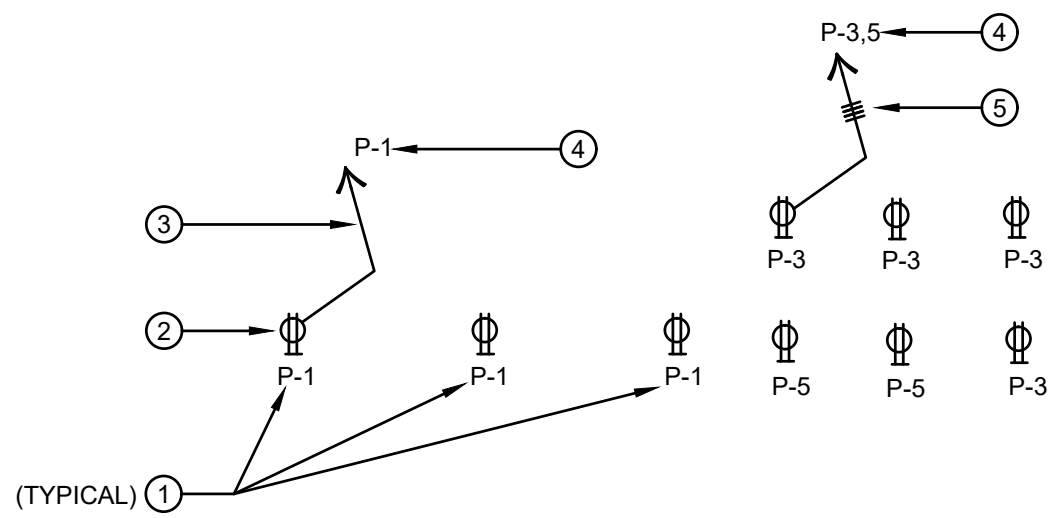 P-3,5 4
5
P-1 4
3
P-3 P-3 P-3
2
P-1 P-1 P-1 P-5 P-5 P-3
(TYPICAL) 1